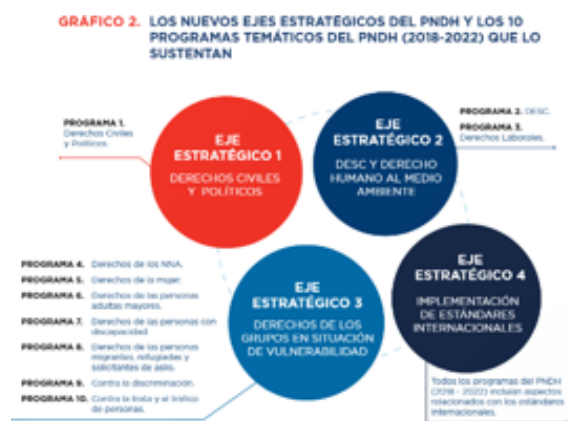 GRÁFICO 2. LOS NUEVOS EJES ESTRATÉGICOS DEL PNDH Y LOS 10
PROGRAMAS TEMÁTICOS DEL PNDH (2018-2022) QUE LO
SUSTENTAN
PROGRAMA 1.
Derechos Civiles
y Políticos.
EJE
ESTRATÉGICO 1
DERECHOS CIVILES
Y POLÍTICOS
EJE
ESTRATÉGICO 2
DESC Y DERECHO
HUMANO AL MEDIO
AMBIENTE
PROGRAMA 2. DESC.
PROGRAMA 3.
Derechos Laborales.
PROGRAMA 4. Derechos de los NNA.
PROGRAMA 5. Derechos de la mujer.
PROGRAMA 6. Derechos de las personas
adultas mayores.
PROGRAMA 7. Derechos de las personas con
discapacidad.
PROGRAMA 8. Derechos de las personas
migrantes, refugiadas y
solicitantes de asilo.
PROGRAMA 9. Contra la discriminación.
PROGRAMA 10. Contra la trata y el tráfico
de personas.
EJE
ESTRATÉGICO 3
DERECHOS DE LOS
GRUPOS EN SITUACIÓN
DE VULNERABILIDAD
EJE
ESTRATÉGICO 4
IMPLEMENTACIÓN
DE ESTÁNDARES
INTERNACIONALES
Todos los programas del PNDH
(2018 - 2022) incluyen aspectos
relacionados con los estándares
internacionales.